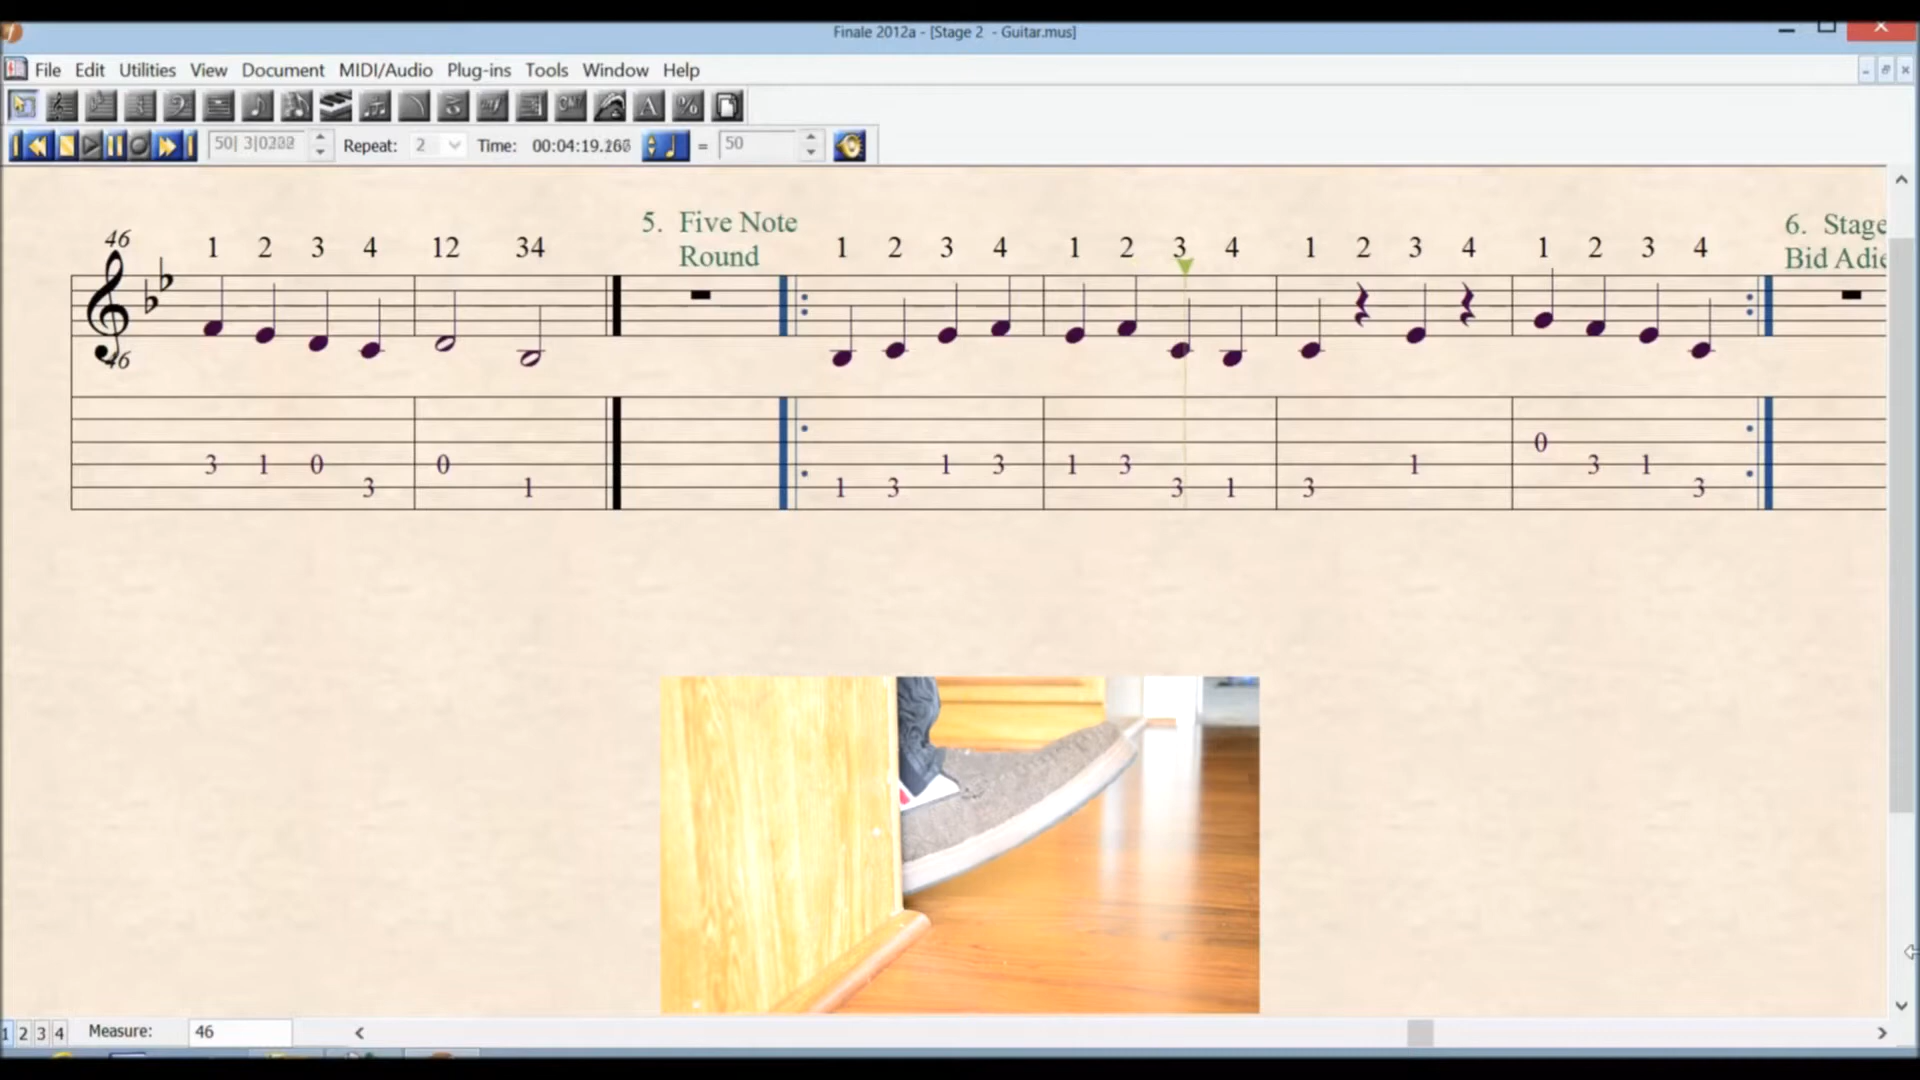 Finale 2012a - [Stage 2 - Guitar.mus]
File Edit Utilities View Document MIDI/Audio Plug-ins Tools Window Help
Repeat: 2 Time: = 50
5. Five Note
Round
6. Stage
Bid Adie
46 1 2 3 4 12 34 1 2 3 4 1 2 3 4 1 2 3 4 1 2 3 4
46
0
3 1 0 0 1 3 1 3 1 3 1
3 1 1 3 3 1 3 3
1 2 3 4 Measure: 46